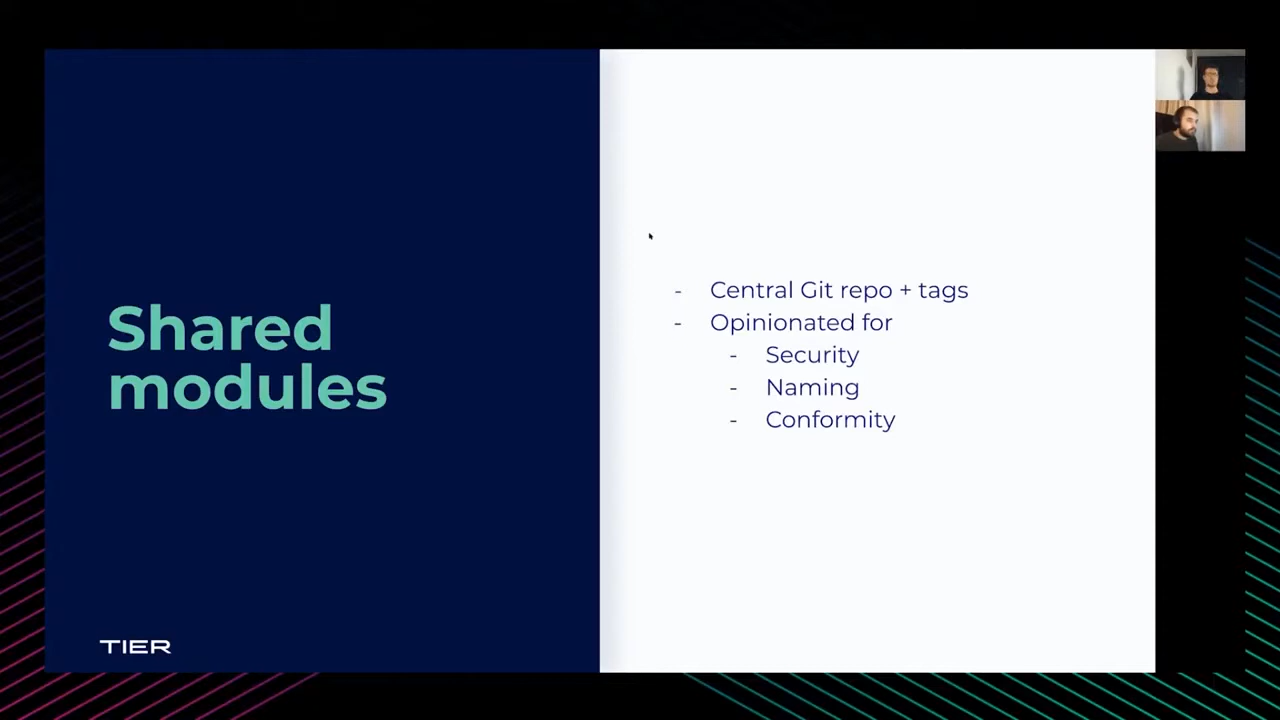 Shared
modules
- Central Git repo + tags
- Opinionated for
- Security
- Naming
- Conformity
TIER